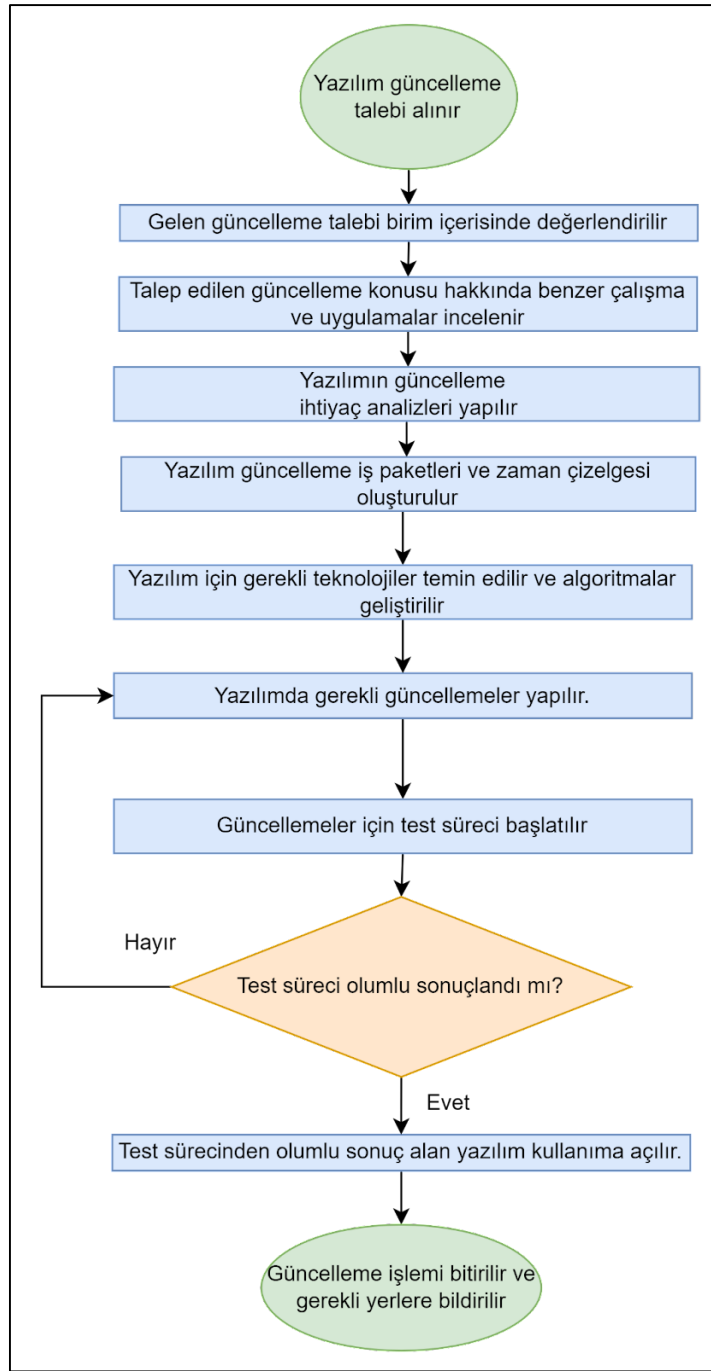 Yazılım güncelleme
talebi alınır
Gelen güncelleme talebi birim içerisinde değerlendirilir
Talep edilen güncelleme konusu hakkında benzer çalışma
ve uygulamalar incelenir
Yazılımın güncelleme
ihtiyaç analizleri yapılır
Yazılım güncelleme iş paketleri ve zaman çizelgesi
oluşturulur
Yazılım için gerekli teknolojiler temin edilir ve algoritmalar
geliştirilir
Yazılımda gerekli güncellemeler yapılır.
Güncellemeler için test süreci başlatılır
Hayır
Test süreci olumlu sonuçlandı mı?
Evet
Test sürecinden olumlu sonuç alan yazılım kullanıma açılır.
Güncelleme işlemi bitirilir ve
gerekli yerlere bildirilir